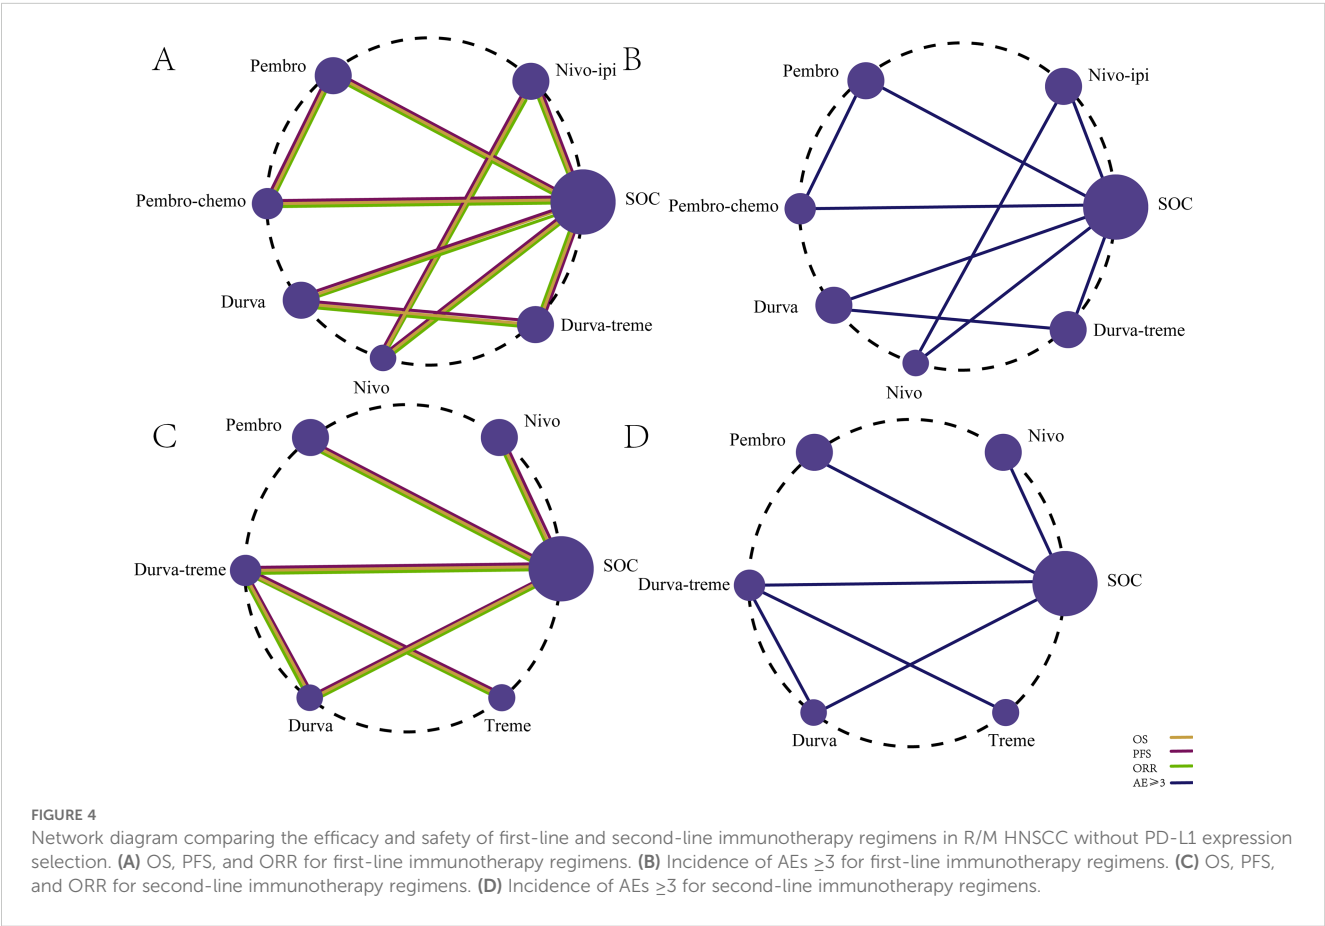 A
Pembro
Nivo-ipi
SOC
Pembro-chemo
Durva
Durva-treme
Nivo
B
Pembro
Nivo-ipi
SOC
Pembro-chemo
Durva
Durva-treme
Nivo
C
Pembro
Nivo
SOC
Durva-treme
Durva
Treme
D
Pembro
Nivo
SOC
Durva-treme
Durva
Treme
OS
PFS
ORR
AE⩾3
FIGURE 4
Network diagram comparing the efficacy and safety of first-line and second-line immunotherapy regimens in R/M HNSCC without PD-L1 expression
selection. (A) OS, PFS, and ORR for first-line immunotherapy regimens. (B) Incidence of AEs ≥3 for first-line immunotherapy regimens. (C) OS, PFS,
and ORR for second-line immunotherapy regimens. (D) Incidence of AEs ≥3 for second-line immunotherapy regimens.